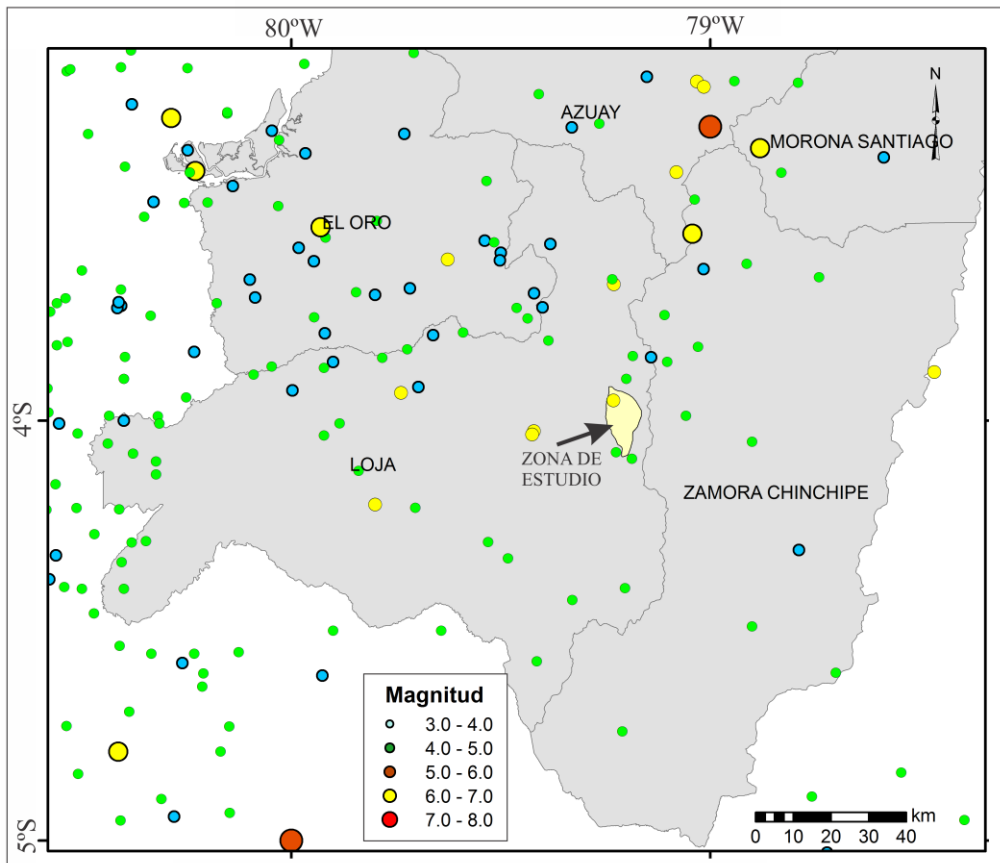 80ºW
79ºW
N
AZUAY
MORONA SANTIAGO
EL ORO
4ºS
ZONA DE
ESTUDIO
LOJA
ZAMORA CHINCHIPE
Magnitud
3.0 - 4.0
4.0 - 5.0
5.0 - 6.0
6.0 - 7.0
7.0 - 8.0
km
0 10 20 30 40
5ºS